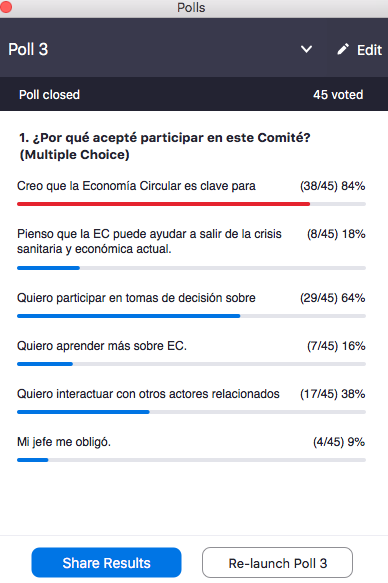 Polls
Poll 3
Edit
Poll closed 45 voted
1. ¿Por qué acepté participar en este Comité?
(Multiple Choice)
Creo que la Economía Circular es clave para (38/45) 84%
Pienso que la EC puede ayudar a salir de la crisis (8/45) 18%
sanitaria y económica actual.
Quiero participar en tomas de decisión sobre (29/45) 64%
Quiero aprender más sobre EC. (7/45) 16%
Quiero interactuar con otros actores relacionados (17/45) 38%
Mi jefe me obligó. (4/45) 9%
Share Results
Re-launch Poll 3